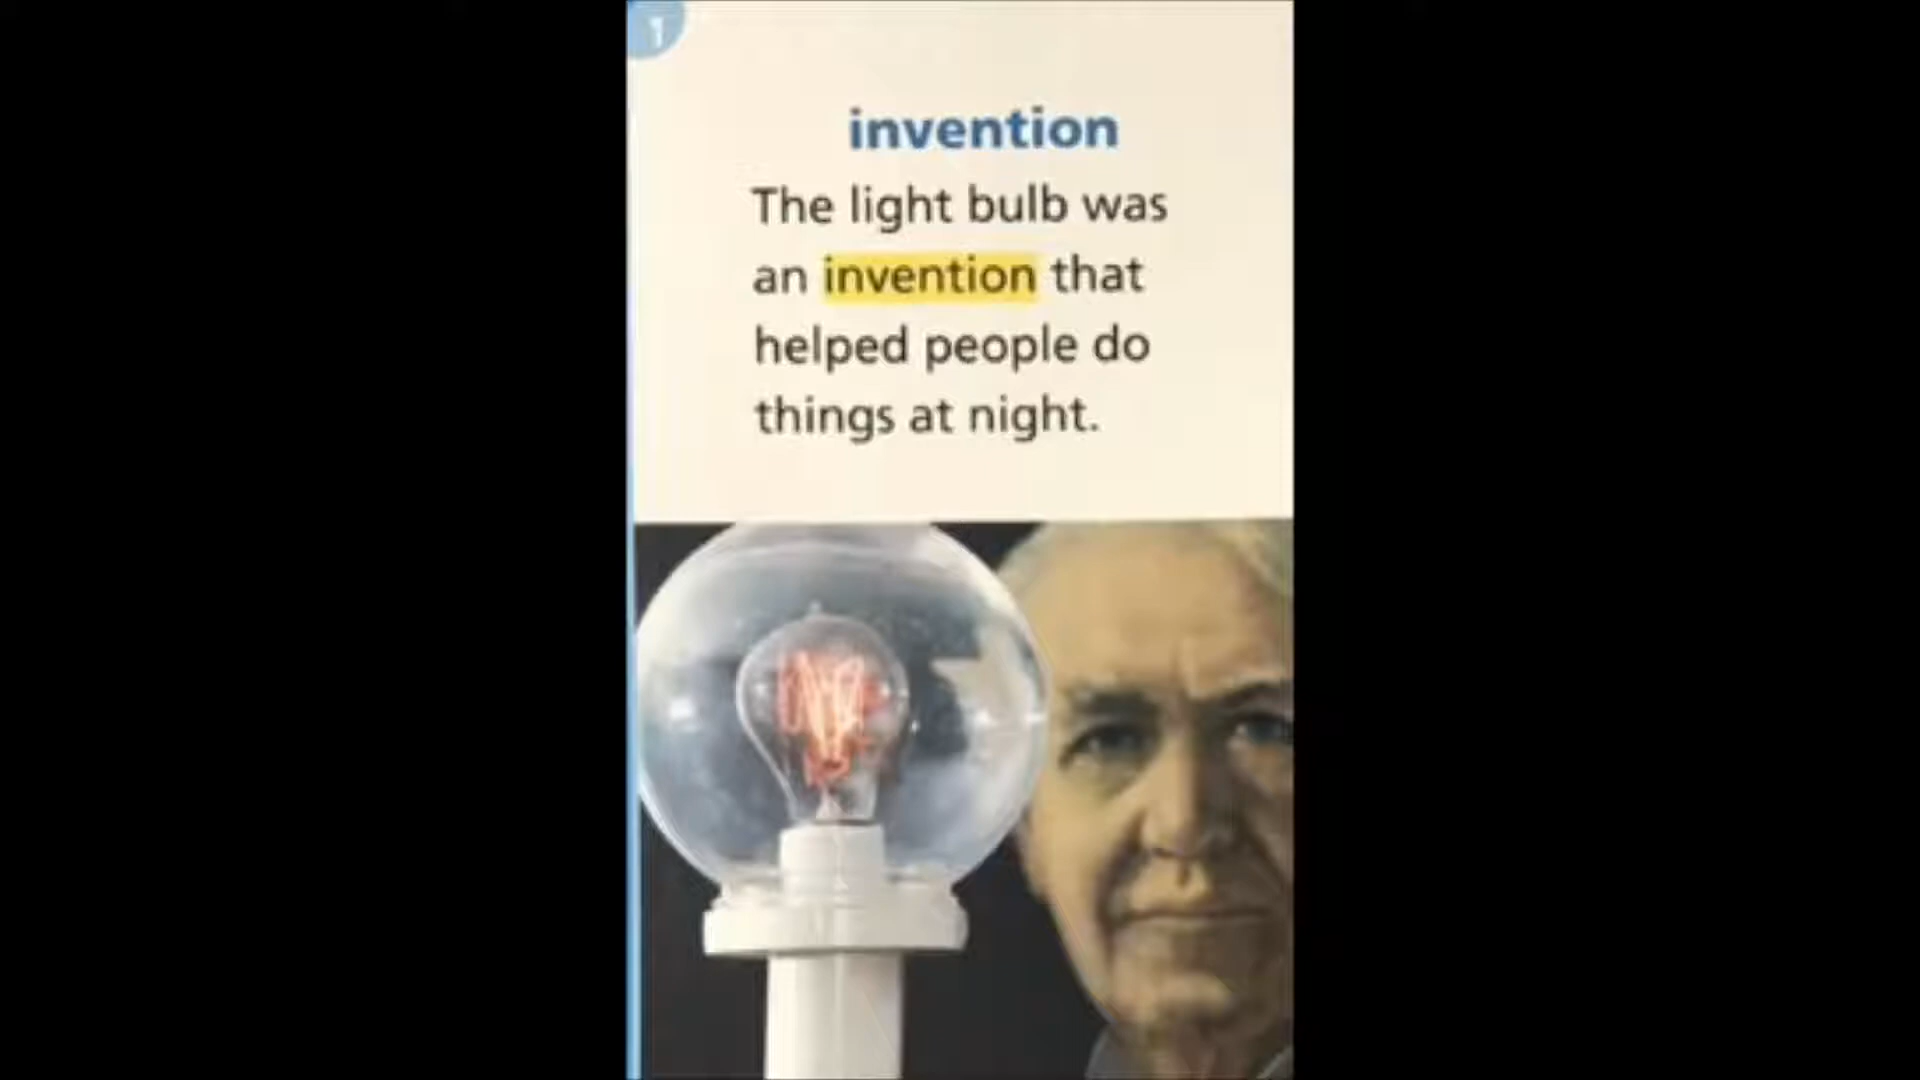 1
invention
The light bulb was
an invention that
helped people do
things at night.